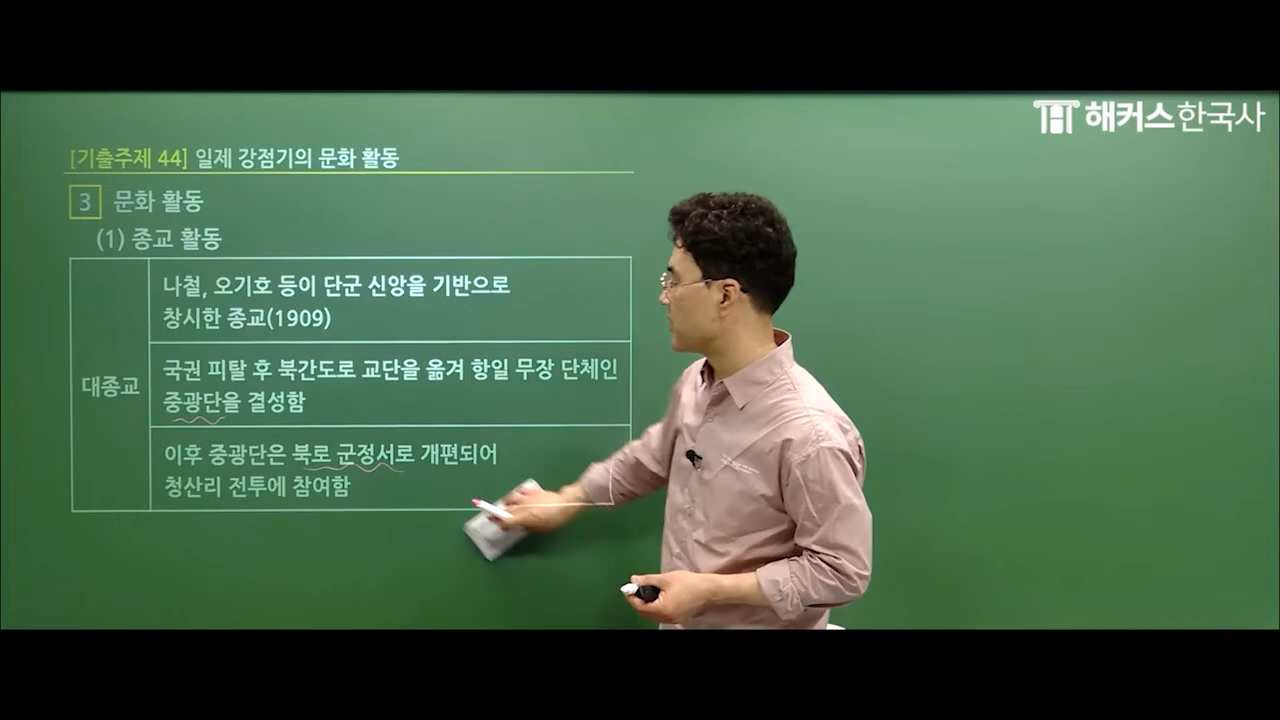 해커스한국사
[기출주제 44] 일제 강점기의 문화 활동
3 문화 활동
(1) 종교 활동
대종교
나철, 오기호 등이 단군 신앙을 기반으로
창시한 종교(1909)
국권 피탈 후 북간도로 교단을 옮겨 항일 무장 단체인
중광단을 결성함
이후 중광단은 북로 군정서로 개편되어
청산리 전투에 참여함